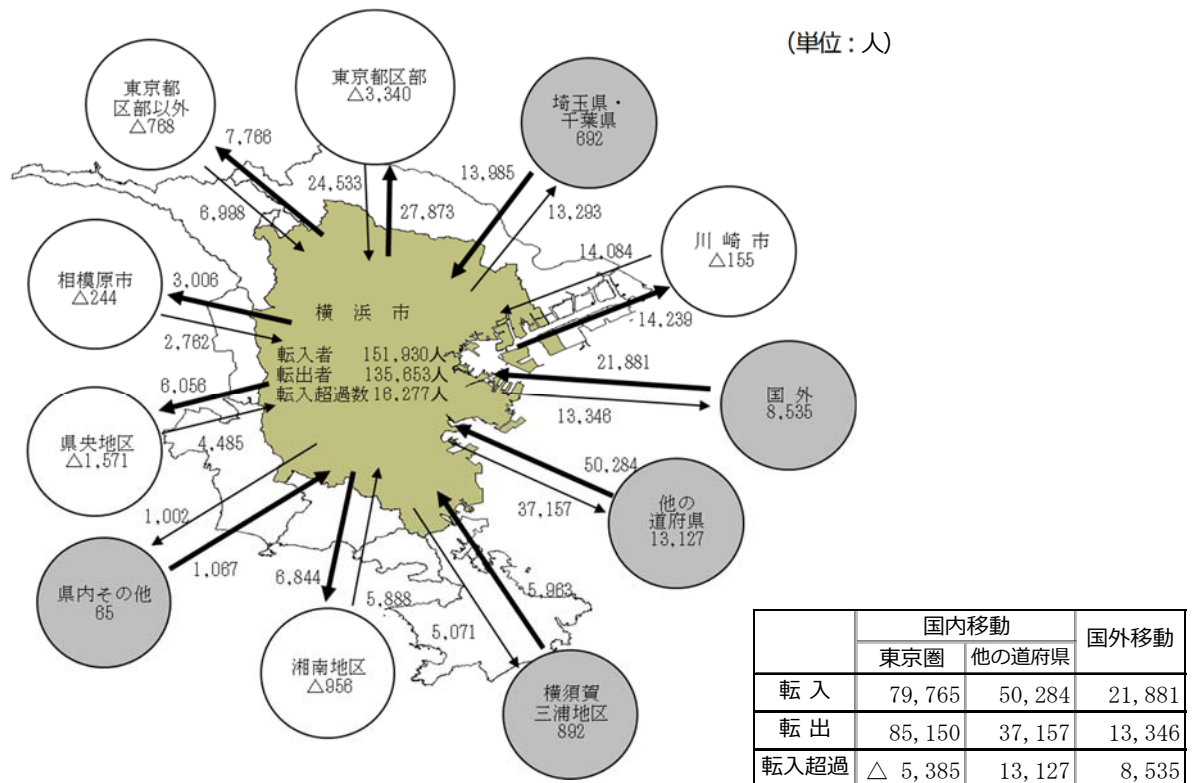 （単位：人）
東京都
区部以外
△768
東京都区部
△3,340
埼玉県・
千葉県
692
7,766
6,998
24,533
27,873
13,985
13,293
川崎市
△155
14,084
14,239
相模原市
△244
3,006
2,762
横浜市
転入者 151,930人
転出者 135,653人
転入超過数 16,277人
21,881
13,346
国外
8,535
県央地区
△1,571
6,056
4,485
50,284
37,157
他の
道府県
13,127
県内その他
65
1,002
1,067
6,844
5,888
湘南地区
△956
5,071
5,963
横須賀
三浦地区
892
国内移動 国外移動
東京圏 他の道府県
転入 79,765 50,284 21,881
転出 85,150 37,157 13,346
転入超過 △ 5,385 13,127 8,535